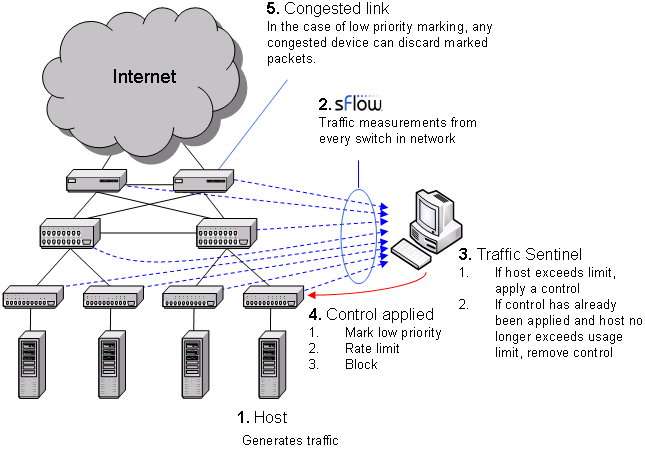 5. Congested link
In the case of low priority marking, any
congested device can discard marked
packets.
Internet
2. sFlow
Traffic measurements from
every switch in network
3. Traffic Sentinel
1. If host exceeds limit,
apply a control
2. If control has already
been applied and host no
longer exceeds usage
limit, remove control
4. Control applied
1. Mark low priority
2. Rate limit
3. Block
1. Host
Generates traffic